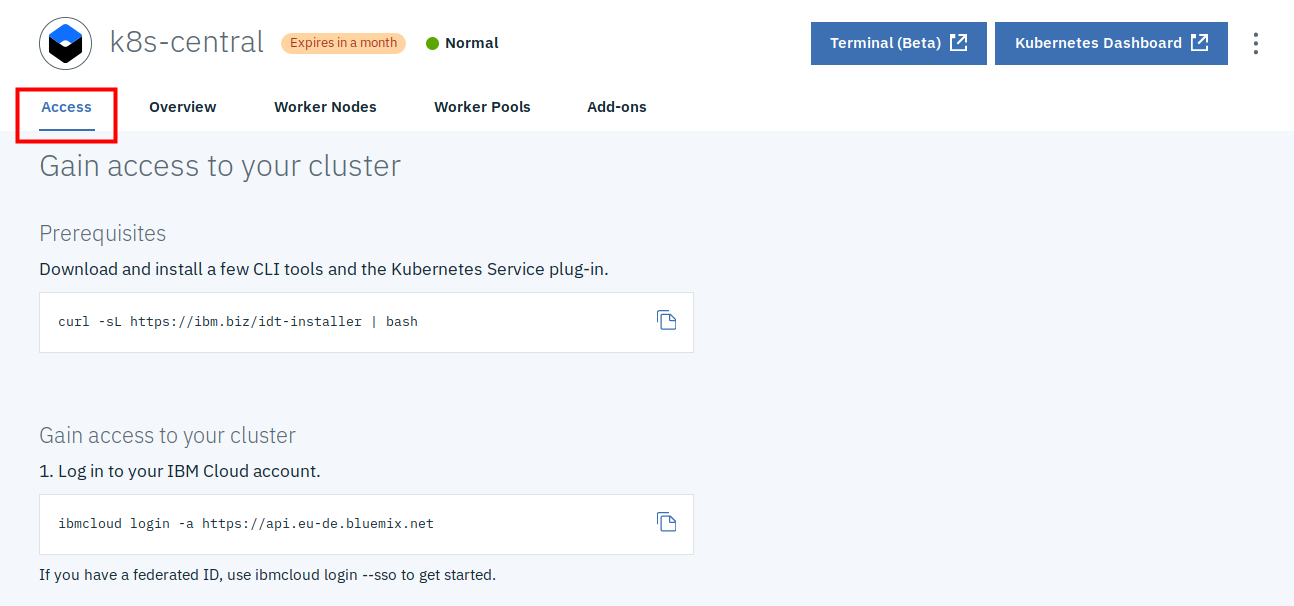 k8s-central
Expires in a month
Normal
Terminal (Beta)
Kubernetes Dashboard
Access
Overview
Worker Nodes
Worker Pools
Add-ons
Gain access to your cluster
Prerequisites
Download and install a few CLI tools and the Kubernetes Service plug-in.
curl -sL https://ibm.biz/idt-installer | bash
Gain access to your cluster
1. Log in to your IBM Cloud account.
ibmcloud login -a https://api.eu-de.bluemix.net
If you have a federated ID, use ibmcloud login --sso to get started.